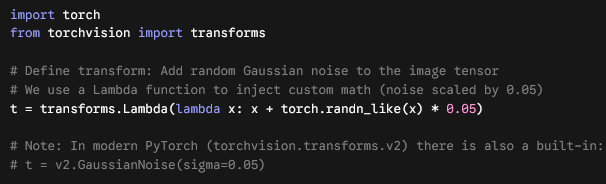 import torch
from torchvision import transforms
# Define transform: Add random Gaussian noise to the image tensor
# We use a Lambda function to inject custom math (noise scaled by 0.05)
t = transforms.Lambda(lambda x: x + torch.randn_like(x) * 0.05)
# Note: In modern PyTorch (torchvision.transforms.v2) there is also a built-in:
# t = v2.GaussianNoise(sigma=0.05)